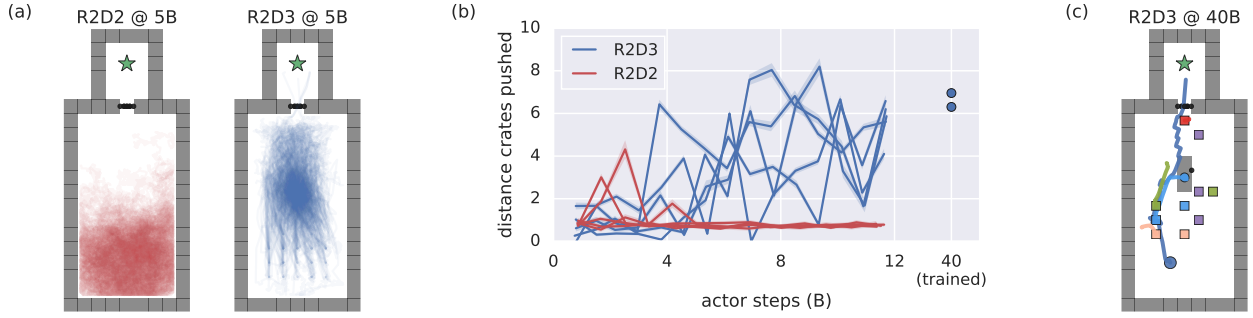 (a)
R2D2 @ 5B
R2D3 @ 5B
(b)
distance crates pushed
10
8
6
4
2
0
R2D3
R2D2
0
4
8
12
40
(trained)
actor steps (B)
(c)
R2D3 @ 40B